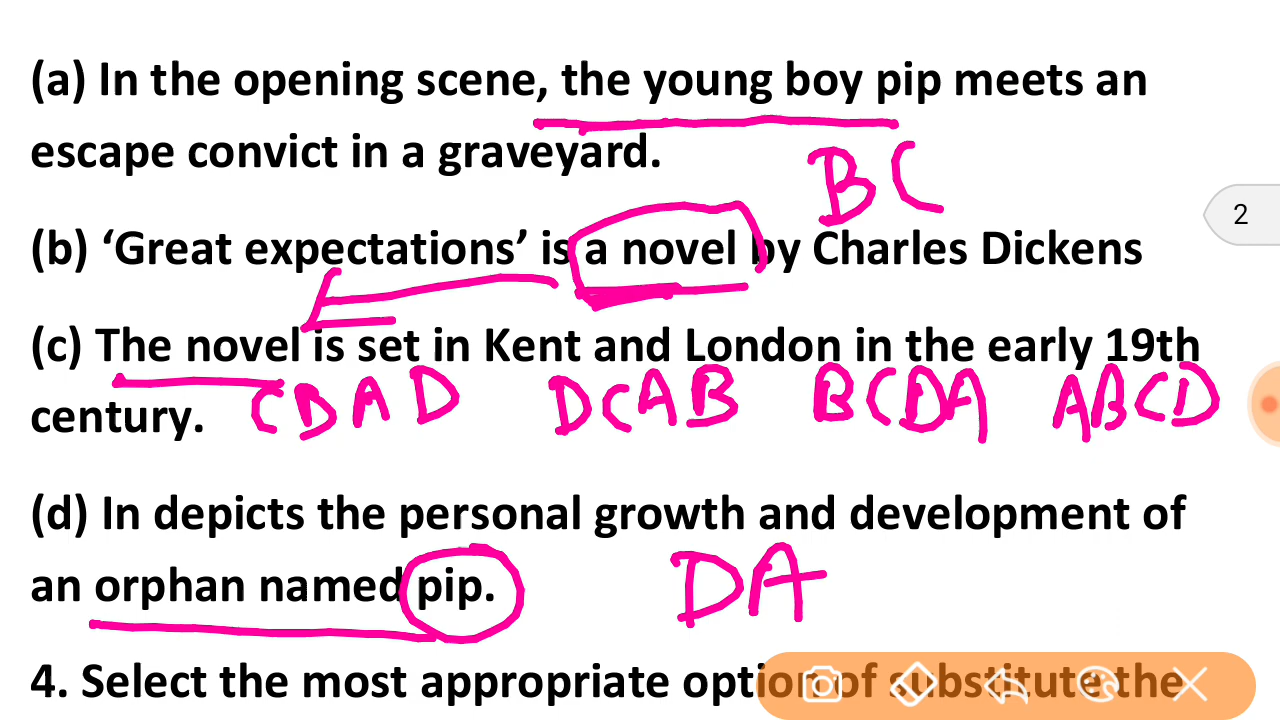 (a) In the opening scene, the young boy pip meets an
escape convict in a graveyard.
BC
2
(b) ‘Great expectations’ is a novel by Charles Dickens
(c) The novel is set in Kent and London in the early 19th
century. CBAD DCAB BCDA ABCD
(d) In depicts the personal growth and development of
an orphan named pip.
DA
4. Select the most appropriate option of substitute the